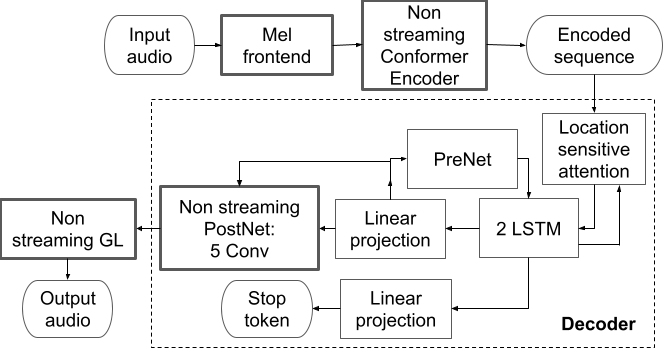 Input
audio
Mel
frontend
Non
streaming
Conformer
Encoder
Encoded
sequence
Location
sensitive
attention
PreNet
Non streaming
PostNet:
5 Conv
Linear
projection
2 LSTM
Non
streaming GL
Output
audio
Stop
token
Linear
projection
Decoder